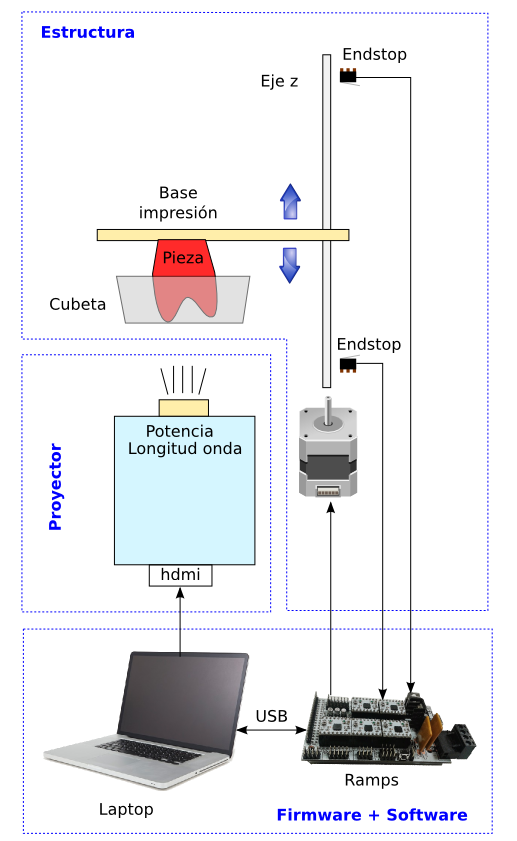 Estructura
Endstop
Eje z
Base
impresión
Pieza
Cubeta
Endstop
Proyector
Potencia
Longitud onda
hdmi
USB
Ramps
Laptop
Firmware + Software